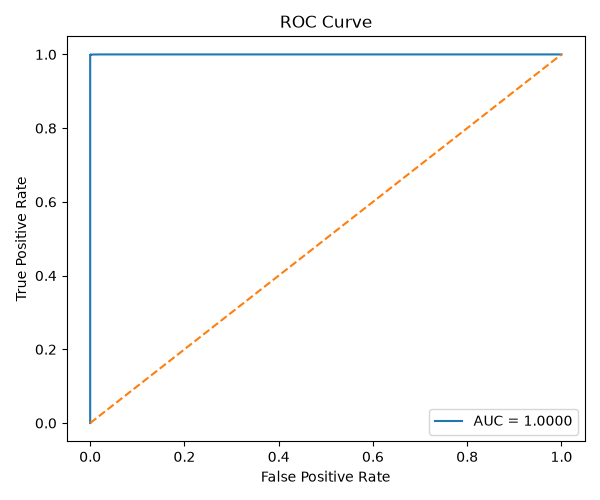 ROC Curve
True Positive Rate
1.0
0.8
0.6
0.4
0.2
0.0
AUC = 1.0000
0.0 0.2 0.4 0.6 0.8 1.0
False Positive Rate